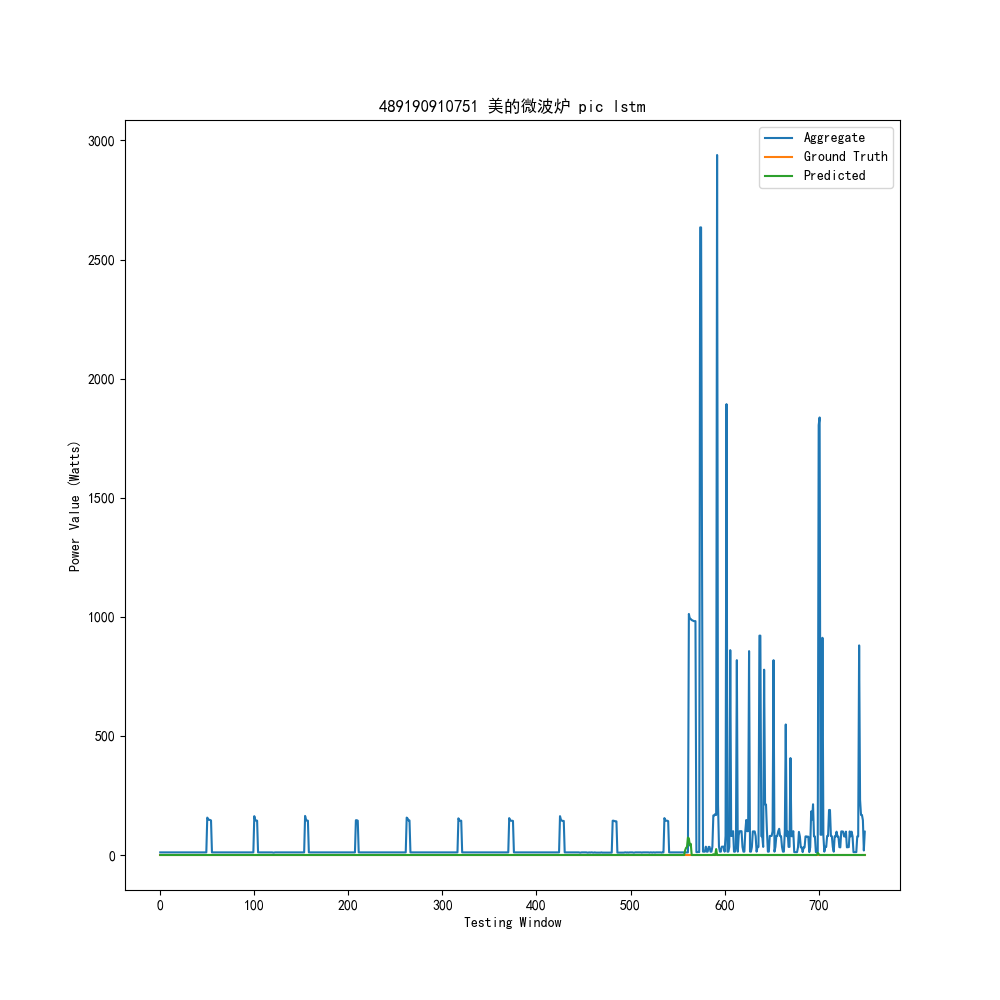 489190910751 美的微波炉 pic lstm
Aggregate
Ground Truth
Predicted
3000
2500
2000
1500
1000
500
0
Power Value (Watts)
0 100 200 300 400 500 600 700
Testing Window